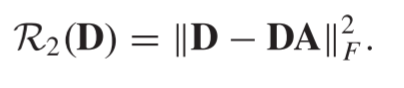 ℛ₂(𝐃) = ‖𝐃 − 𝐃𝐀‖²_F.